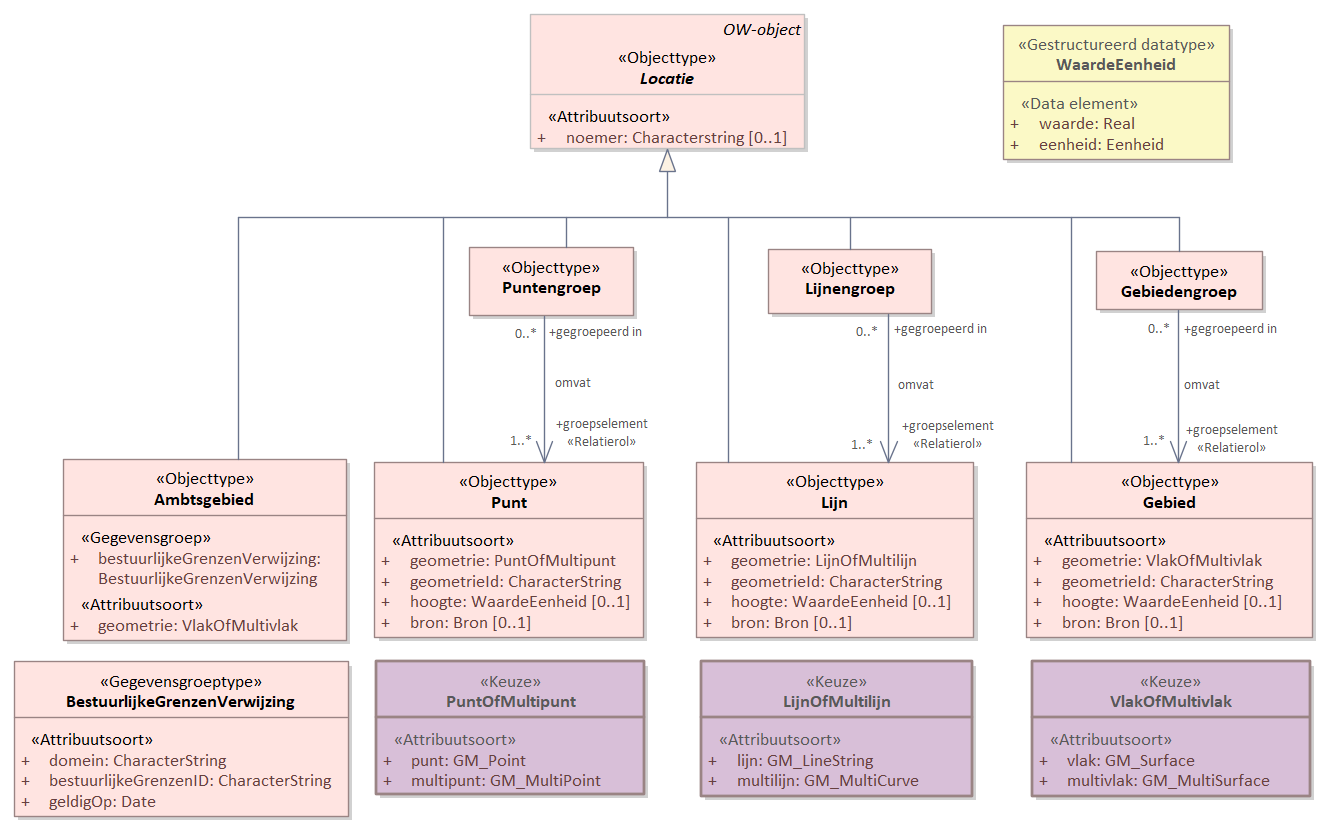 OW-object
«Objecttype»
Locatie
«Attribuutsoort»
+ noemer: Characterstring [0..1]
«Gestructureerd datatype»
WaardeEenheid
«Data element»
+ waarde: Real
+ eenheid: Eenheid
«Objecttype»
Puntengroep
«Objecttype»
Lijnengroep
«Objecttype»
Gebiedengroep
0..* +gegroepeerd in
omvat
+groepselement
1..* «Relatierol»
0..* +gegroepeerd in
omvat
+groepselement
1..* «Relatierol»
0..* +gegroepeerd in
omvat
+groepselement
1..* «Relatierol»
«Objecttype»
Ambtsgebied
«Gegevensgroep»
+ bestuurlijkeGrenzenVerwijzing:
BestuurlijkeGrenzenVerwijzing
«Attribuutsoort»
+ geometrie: VlakOfMultivlak
«Objecttype»
Punt
«Attribuutsoort»
+ geometrie: PuntOfMultipunt
+ geometrieId: CharacterString
+ hoogte: WaardeEenheid [0..1]
+ bron: Bron [0..1]
«Objecttype»
Lijn
«Attribuutsoort»
+ geometrie: LijnOfMultilijn
+ geometrieId: CharacterString
+ hoogte: WaardeEenheid [0..1]
+ bron: Bron [0..1]
«Objecttype»
Gebied
«Attribuutsoort»
+ geometrie: VlakOfMultivlak
+ geometrieId: CharacterString
+ hoogte: WaardeEenheid [0..1]
+ bron: Bron [0..1]
«Gegevensgroeptype»
BestuurlijkeGrenzenVerwijzing
«Attribuutsoort»
+ domein: CharacterString
+ bestuurlijkeGrenzenID: CharacterString
+ geldigOp: Date
«Keuze»
PuntOfMultipunt
«Attribuutsoort»
+ punt: GM_Point
+ multipunt: GM_MultiPoint
«Keuze»
LijnOfMultilijn
«Attribuutsoort»
+ lijn: GM_LineString
+ multilijn: GM_MultiCurve
«Keuze»
VlakOfMultivlak
«Attribuutsoort»
+ vlak: GM_Surface
+ multivlak: GM_MultiSurface